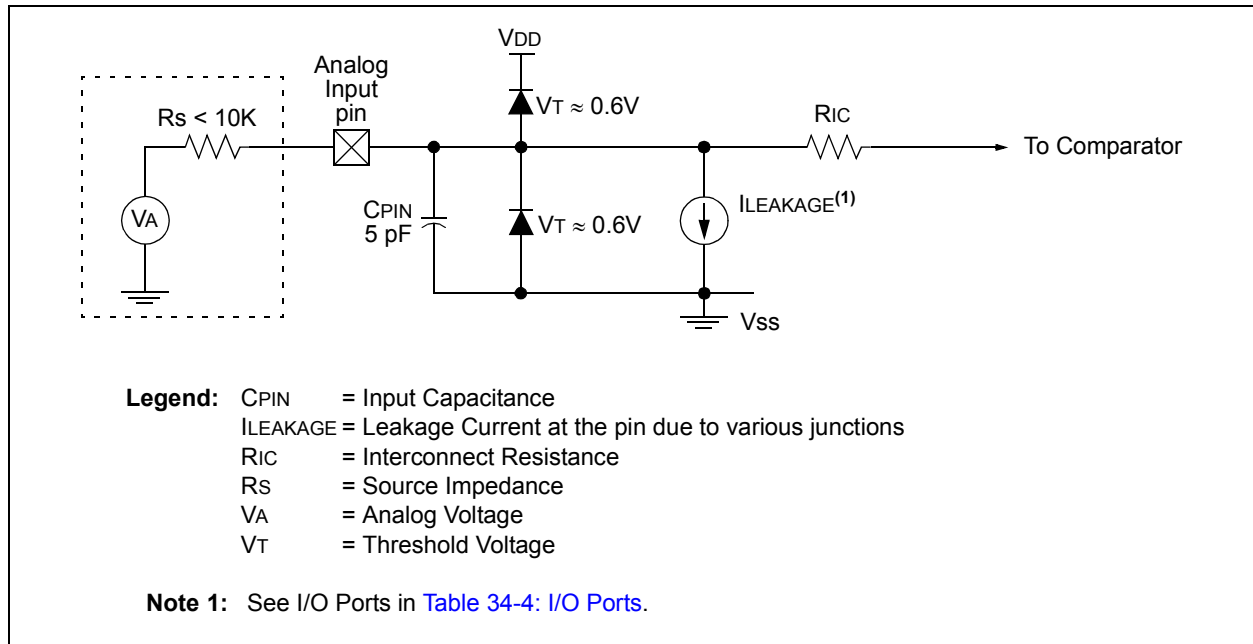 VDD
Analog
Input
pin
Rs < 10K
VT ≈ 0.6V
RIC
To Comparator
VA
CPIN
5 pF
VT ≈ 0.6V
ILEAKAGE(1)
Vss
Legend: CPIN = Input Capacitance
ILEAKAGE = Leakage Current at the pin due to various junctions
RIC = Interconnect Resistance
RS = Source Impedance
VA = Analog Voltage
VT = Threshold Voltage
Note 1: See I/O Ports in Table 34-4: I/O Ports.